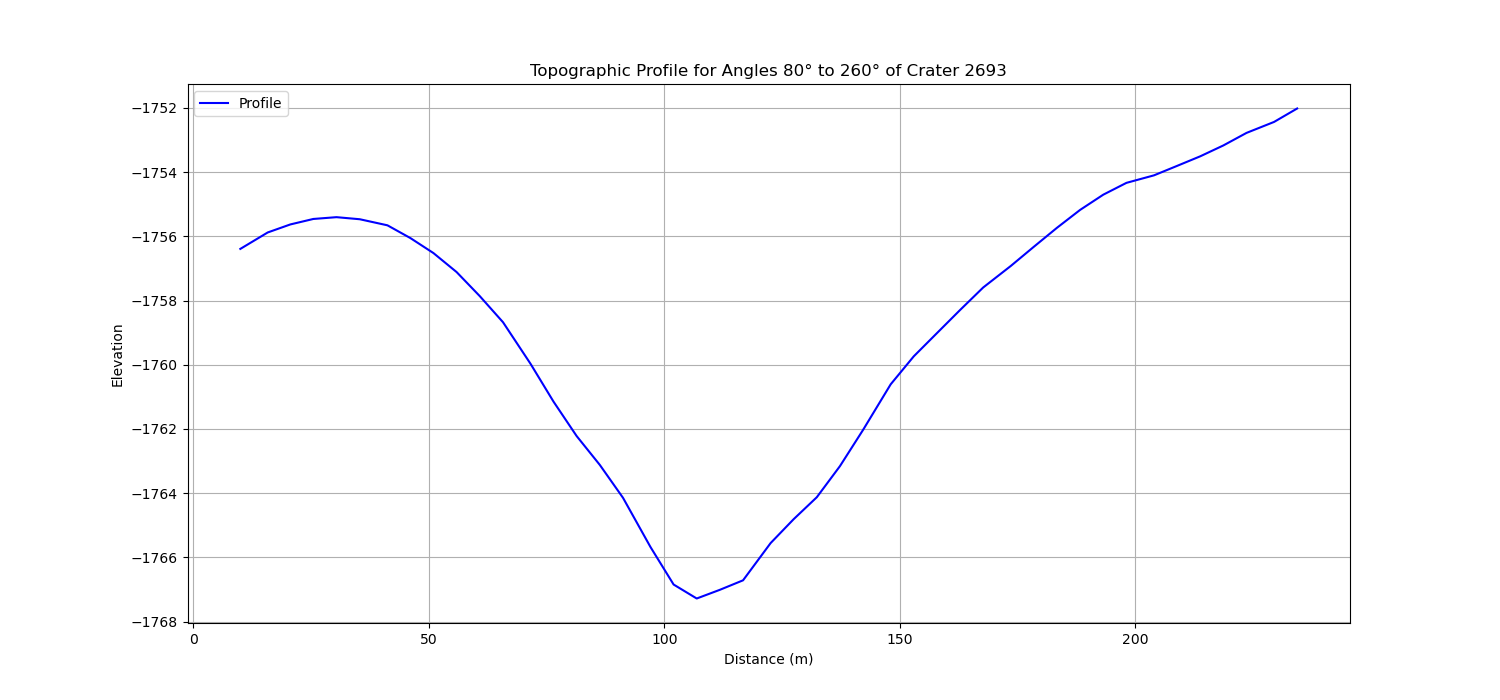 Topographic Profile for Angles 80° to 260° of Crater 2693
Profile
−1752
−1754
−1756
−1758
−1760
−1762
−1764
−1766
−1768
Elevation
0 50 100 150 200
Distance (m)